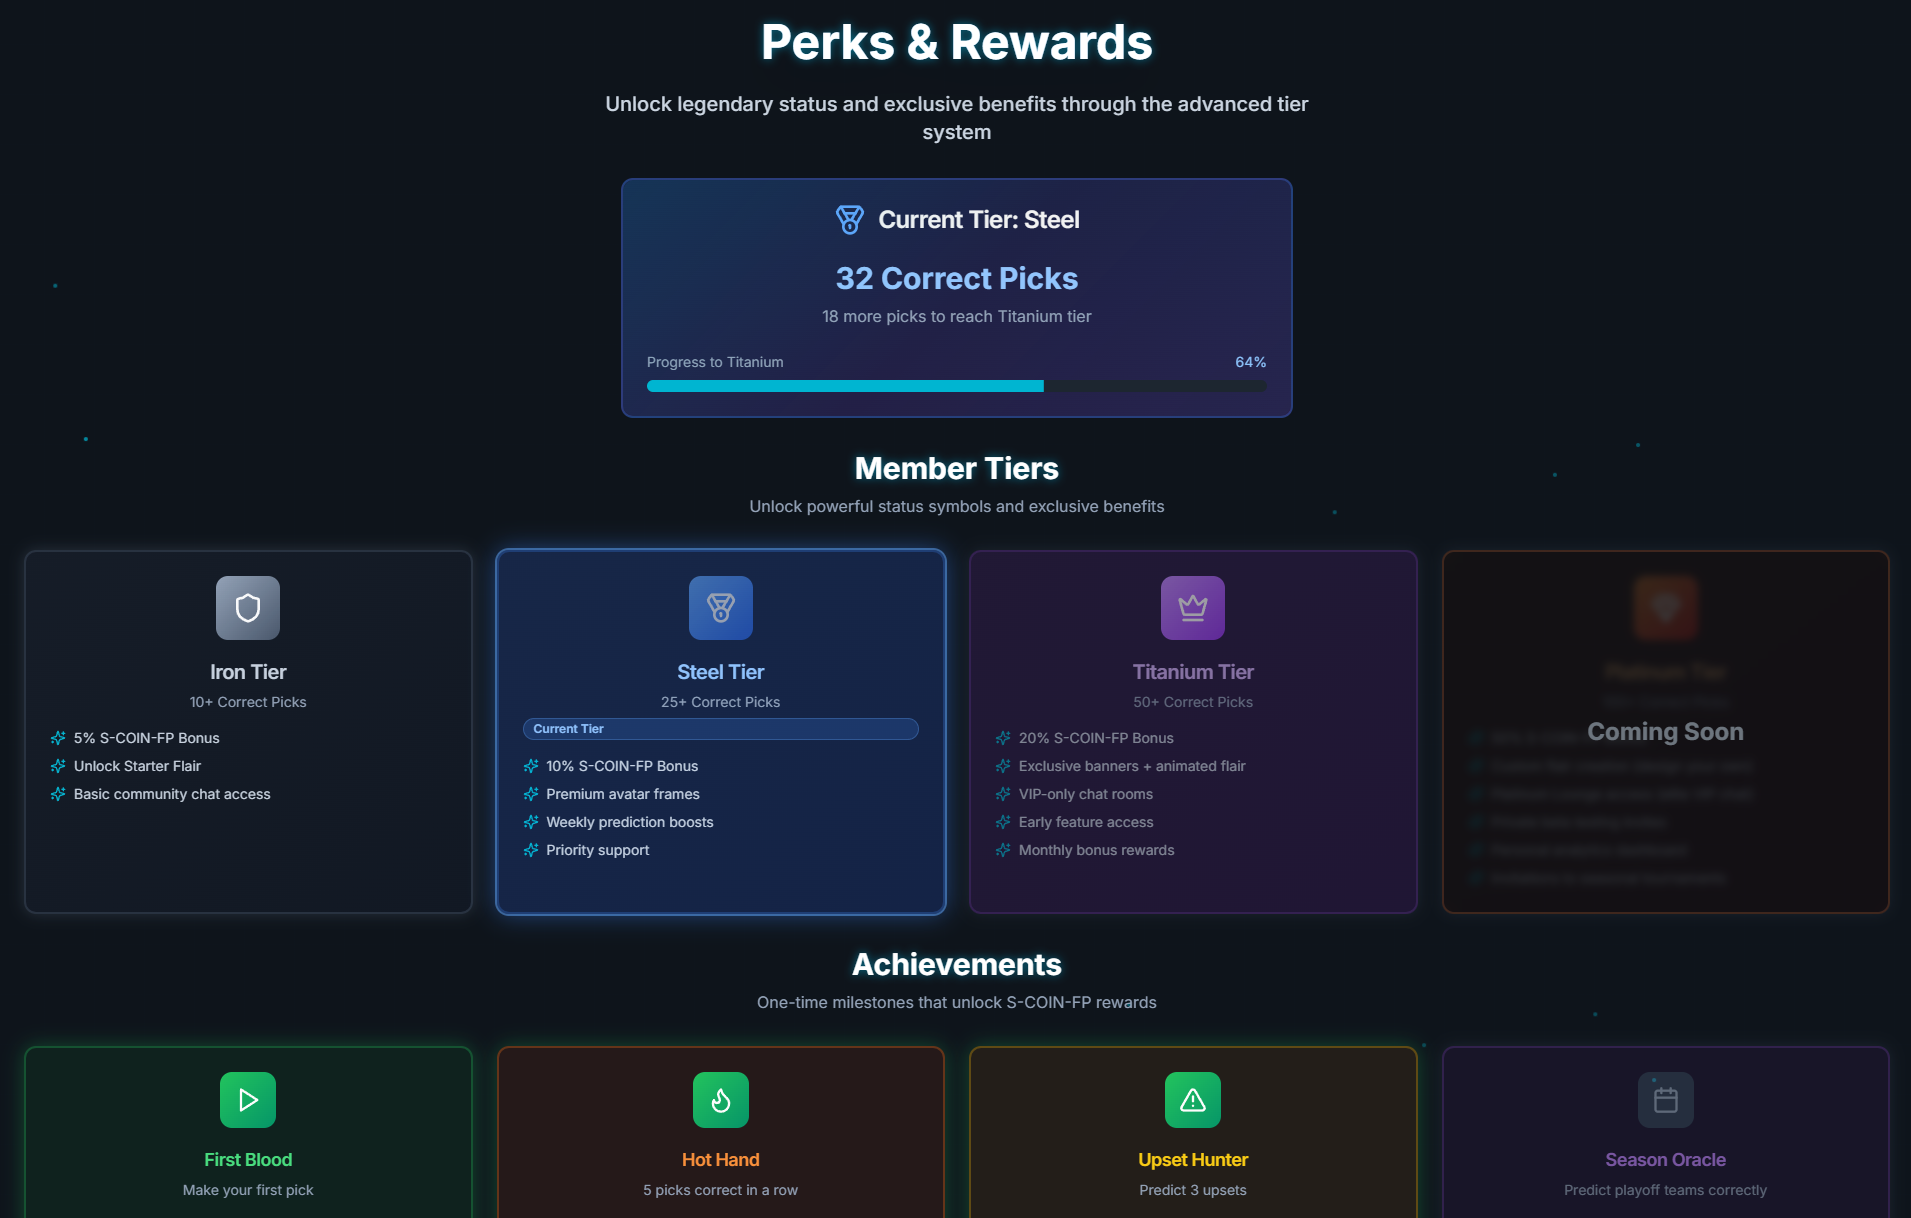 Perks & Rewards
Unlock legendary status and exclusive benefits through the advanced tier
system
Current Tier: Steel
32 Correct Picks
18 more picks to reach Titanium tier
Progress to Titanium
64%
Member Tiers
Unlock powerful status symbols and exclusive benefits
Iron Tier
10+ Correct Picks
5% S-COIN-FP Bonus
Unlock Starter Flair
Basic community chat access
Steel Tier
25+ Correct Picks
Current Tier
10% S-COIN-FP Bonus
Premium avatar frames
Weekly prediction boosts
Priority support
Titanium Tier
50+ Correct Picks
20% S-COIN-FP Bonus
Exclusive banners + animated flair
VIP-only chat rooms
Early feature access
Monthly bonus rewards
Platinum Tier
Coming Soon
Achievements
One-time milestones that unlock S-COIN-FP rewards
First Blood
Make your first pick
Hot Hand
5 picks correct in a row
Upset Hunter
Predict 3 upsets
Season Oracle
Predict playoff teams correctly